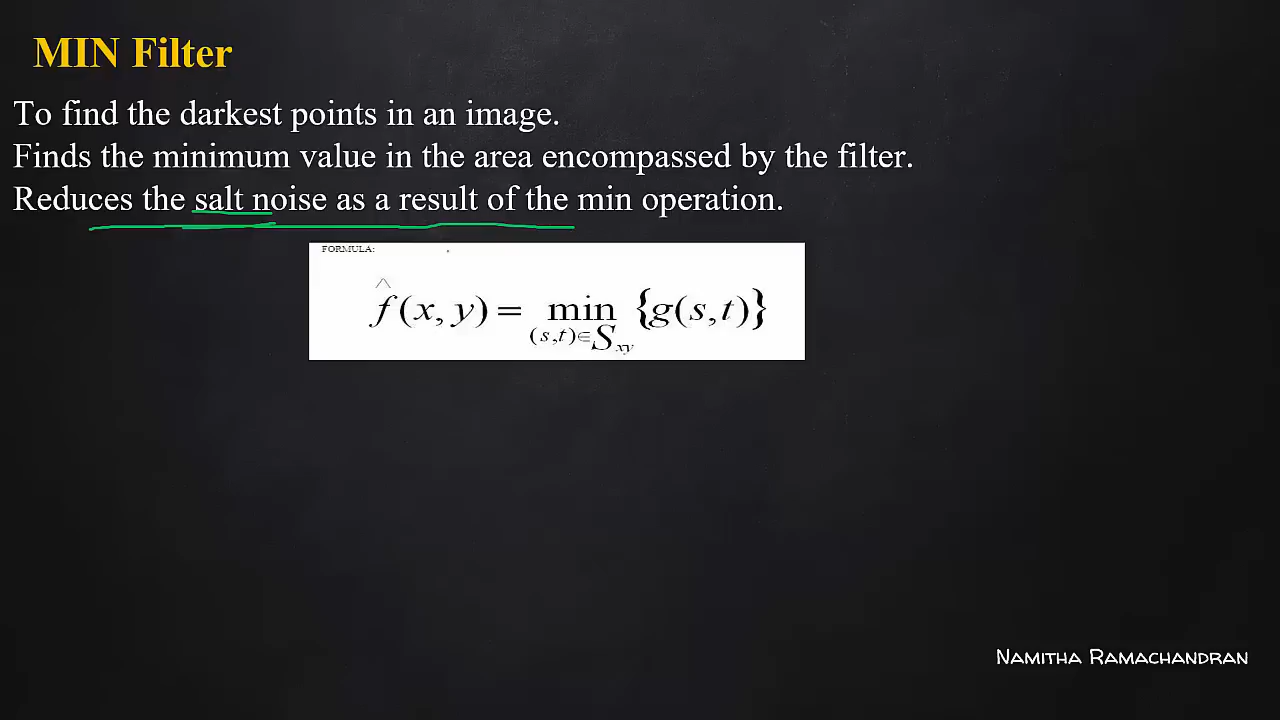 MIN Filter
To find the darkest points in an image.
Finds the minimum value in the area encompassed by the filter.
Reduces the salt noise as a result of the min operation.
FORMULA:
f̂(x, y) = min {g(s,t)}
(s,t)∈S_xy
NAMITHA RAMACHANDRAN